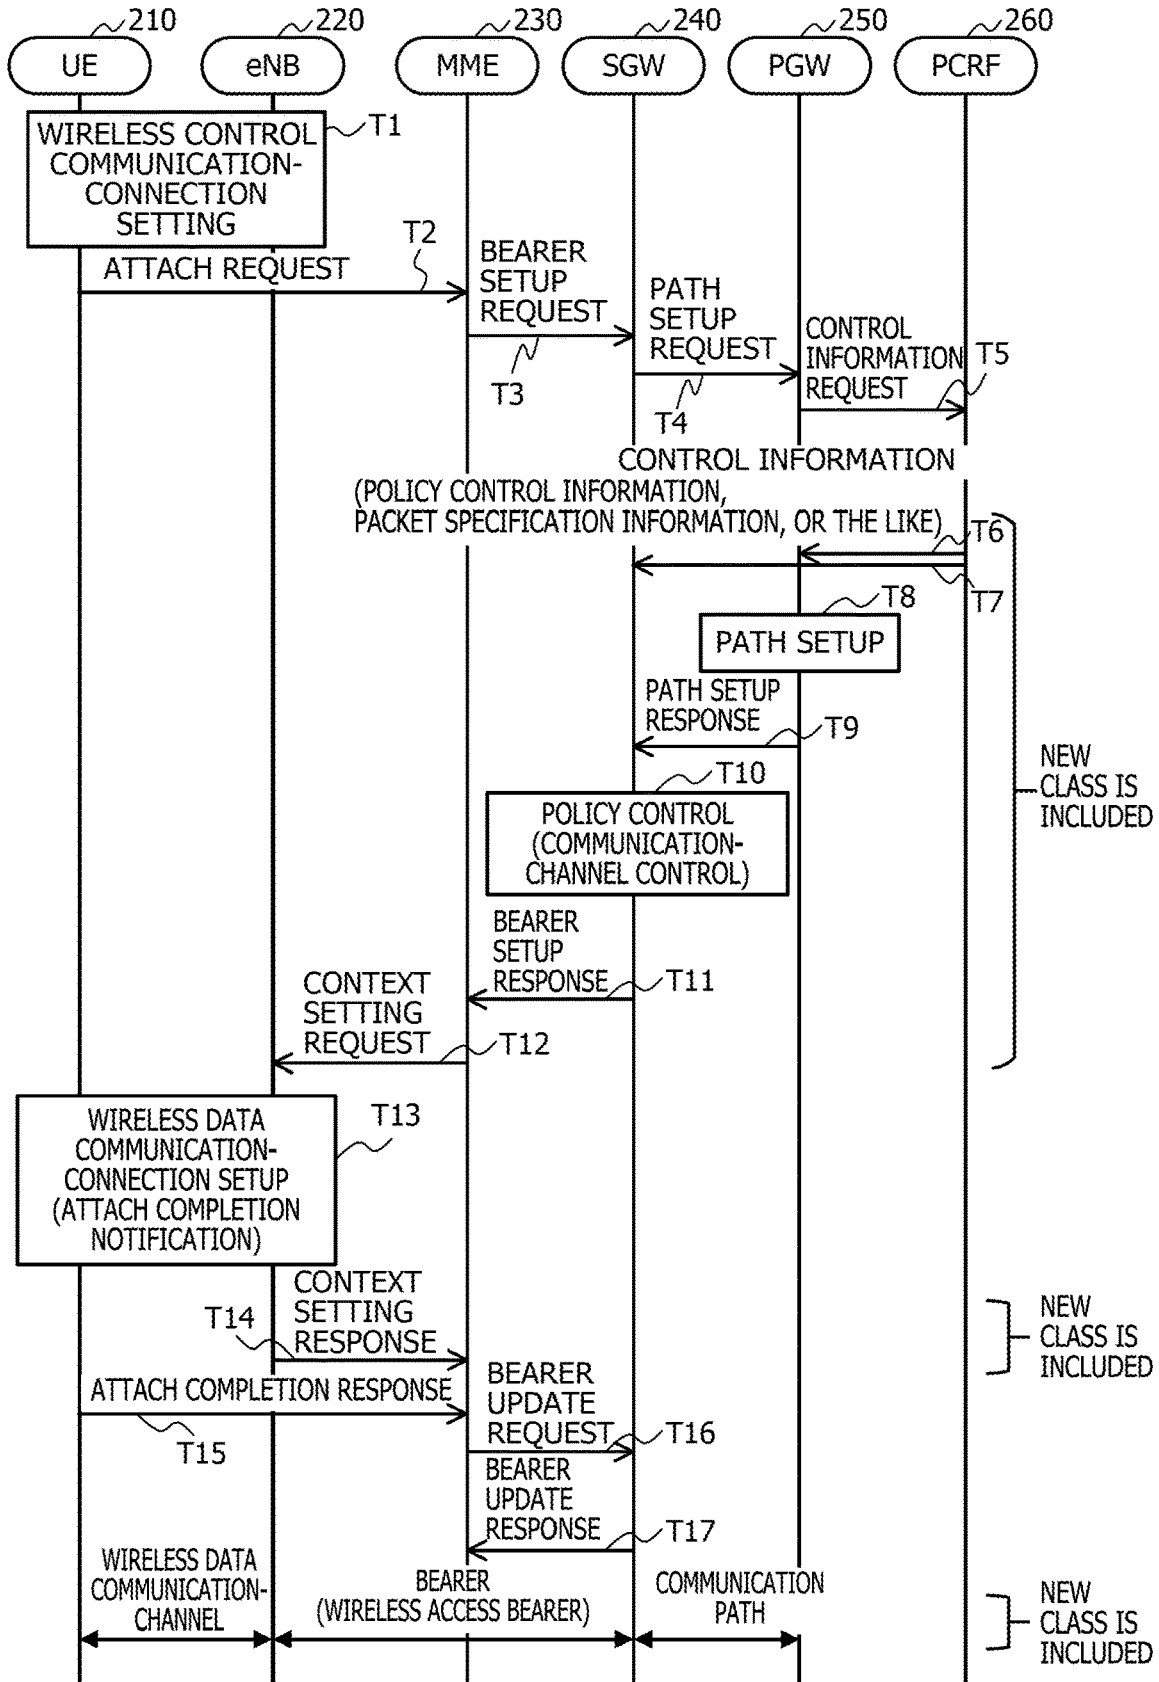 210
220
230
240
250
260
UE
eNB
MME
SGW
PGW
PCRF
WIRELESS CONTROL
COMMUNICATION-
CONNECTION
SETTING
T1
ATTACH REQUEST
T2
BEARER
SETUP
REQUEST
T3
PATH
SETUP
REQUEST
T4
CONTROL
INFORMATION
REQUEST
T5
CONTROL INFORMATION
(POLICY CONTROL INFORMATION,
PACKET SPECIFICATION INFORMATION, OR THE LIKE)
T6
T7
T8
PATH SETUP
PATH SETUP
RESPONSE
T9
NEW
CLASS IS
INCLUDED
T10
POLICY CONTROL
(COMMUNICATION-
CHANNEL CONTROL)
BEARER
SETUP
RESPONSE
T11
CONTEXT
SETTING
REQUEST
T12
WIRELESS DATA
COMMUNICATION-
CONNECTION SETUP
(ATTACH COMPLETION
NOTIFICATION)
T13
CONTEXT
SETTING
RESPONSE
T14
NEW
CLASS IS
INCLUDED
ATTACH COMPLETION RESPONSE
T15
BEARER
UPDATE
REQUEST
T16
BEARER
UPDATE
RESPONSE
T17
WIRELESS DATA
COMMUNICATION-
CHANNEL
BEARER
(WIRELESS ACCESS BEARER)
COMMUNICATION
PATH
NEW
CLASS IS
INCLUDED